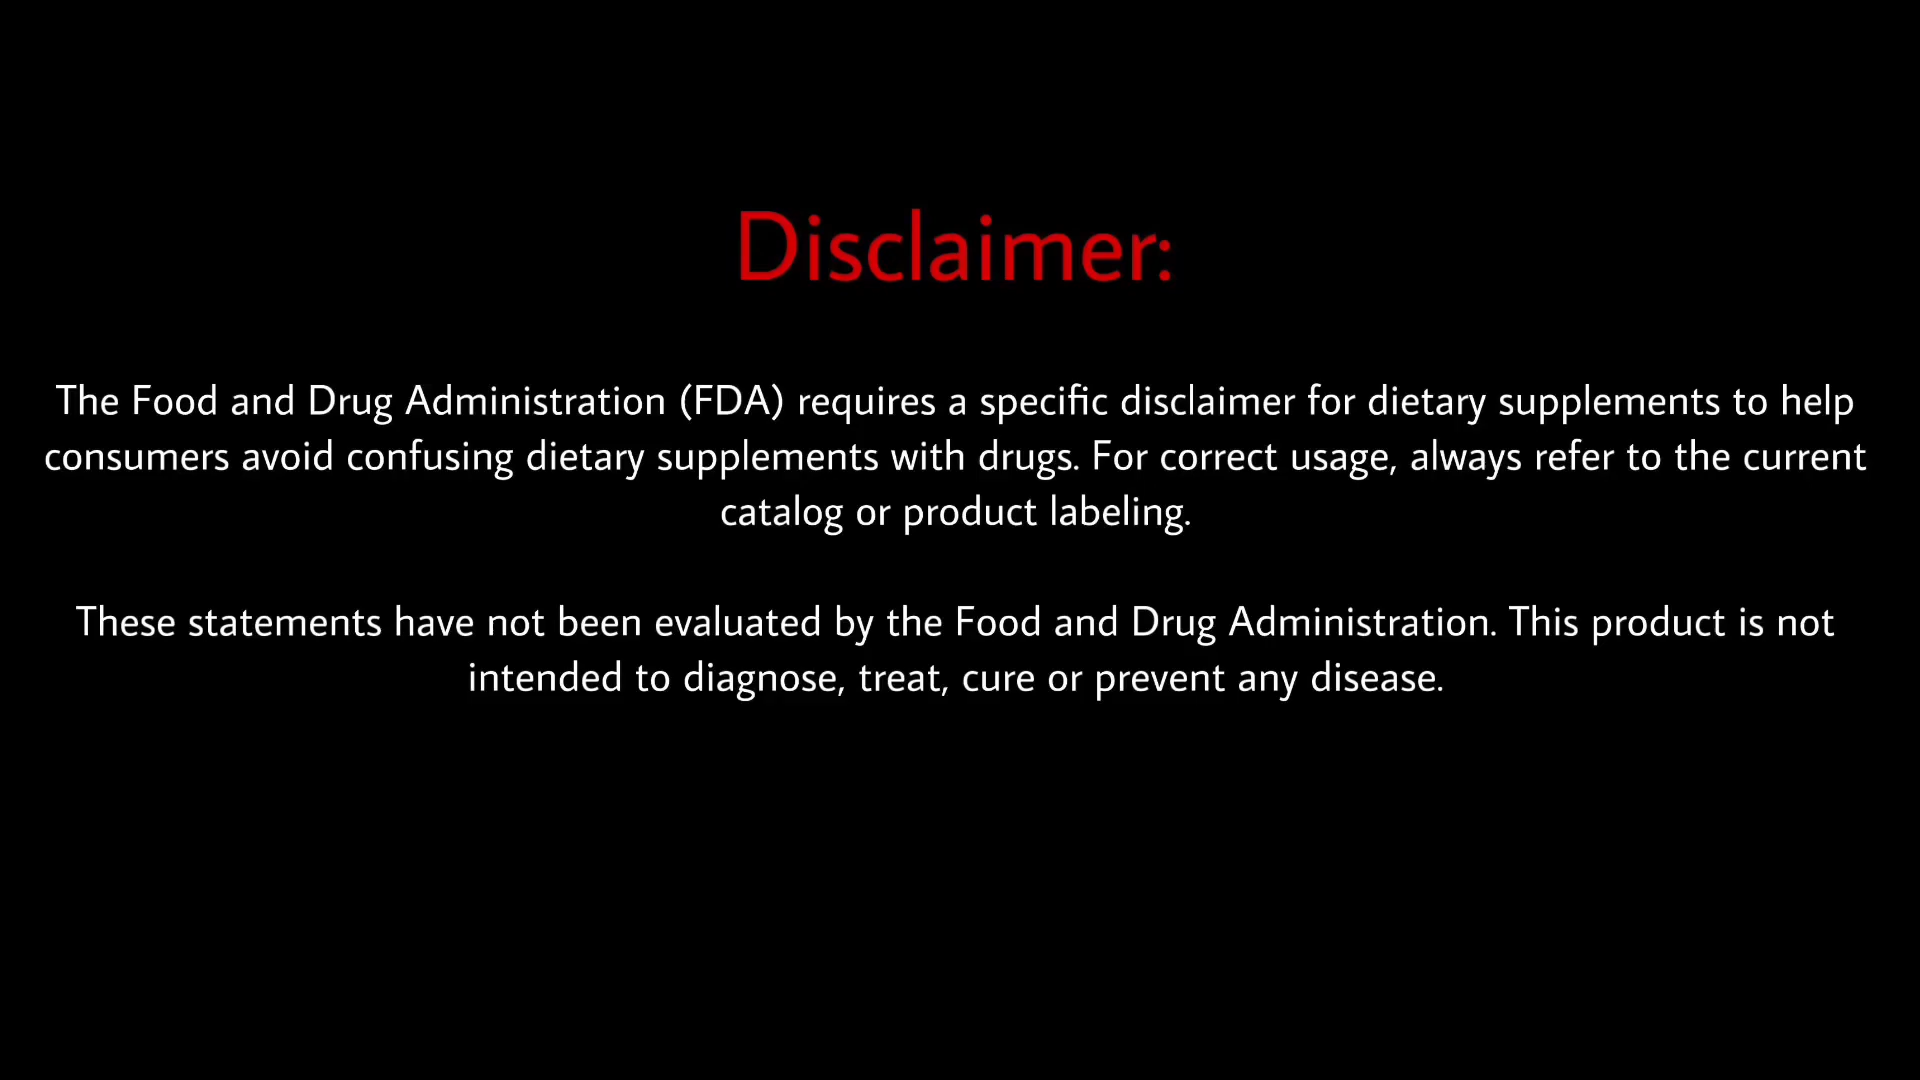 Disclaimer:
The Food and Drug Administration (FDA) requires a specific disclaimer for dietary supplements to help
consumers avoid confusing dietary supplements with drugs. For correct usage, always refer to the current
catalog or product labeling.
These statements have not been evaluated by the Food and Drug Administration. This product is not
intended to diagnose, treat, cure or prevent any disease.